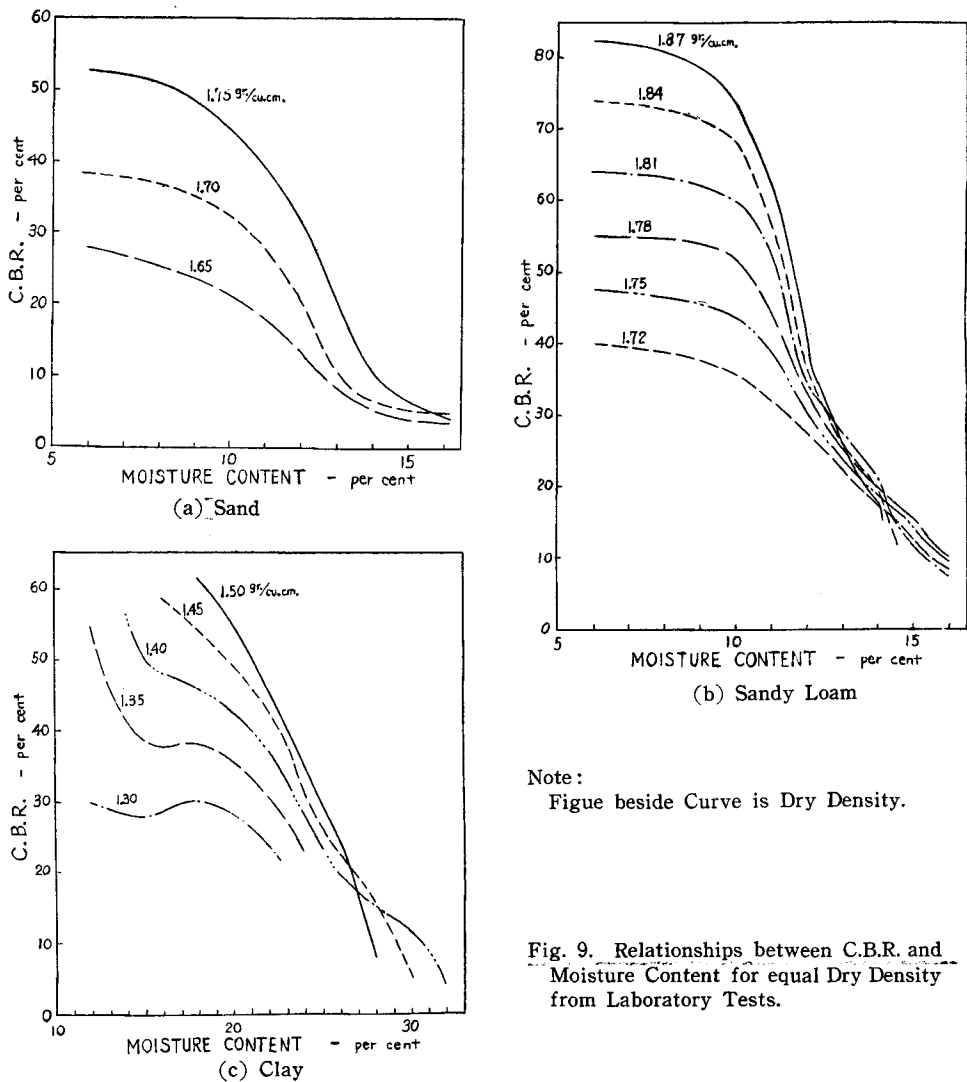 60
50
40
30
20
10
0
C.B.R. - per cent
1.75 gr/cu.cm.
1.70
1.65
10
15
MOISTURE CONTENT - per cent
(a) Sand
80
70
60
50
40
30
20
10
0
C.B.R. - per cent
1.87 gr/cu.cm.
1.84
1.81
1.78
1.75
1.72
5
10
15
MOISTURE CONTENT - per cent
(b) Sandy Loam
60
50
40
30
20
10
0
C.B.R. - per cent
1.50 gr/cu.cm.
1.45
1.40
1.35
1.30
10
20
30
MOISTURE CONTENT - per cent
(c) Clay
Note:
Figue beside Curve is Dry Density.
Fig. 9. Relationships between C.B.R. and
Moisture Content for equal Dry Density
from Laboratory Tests.